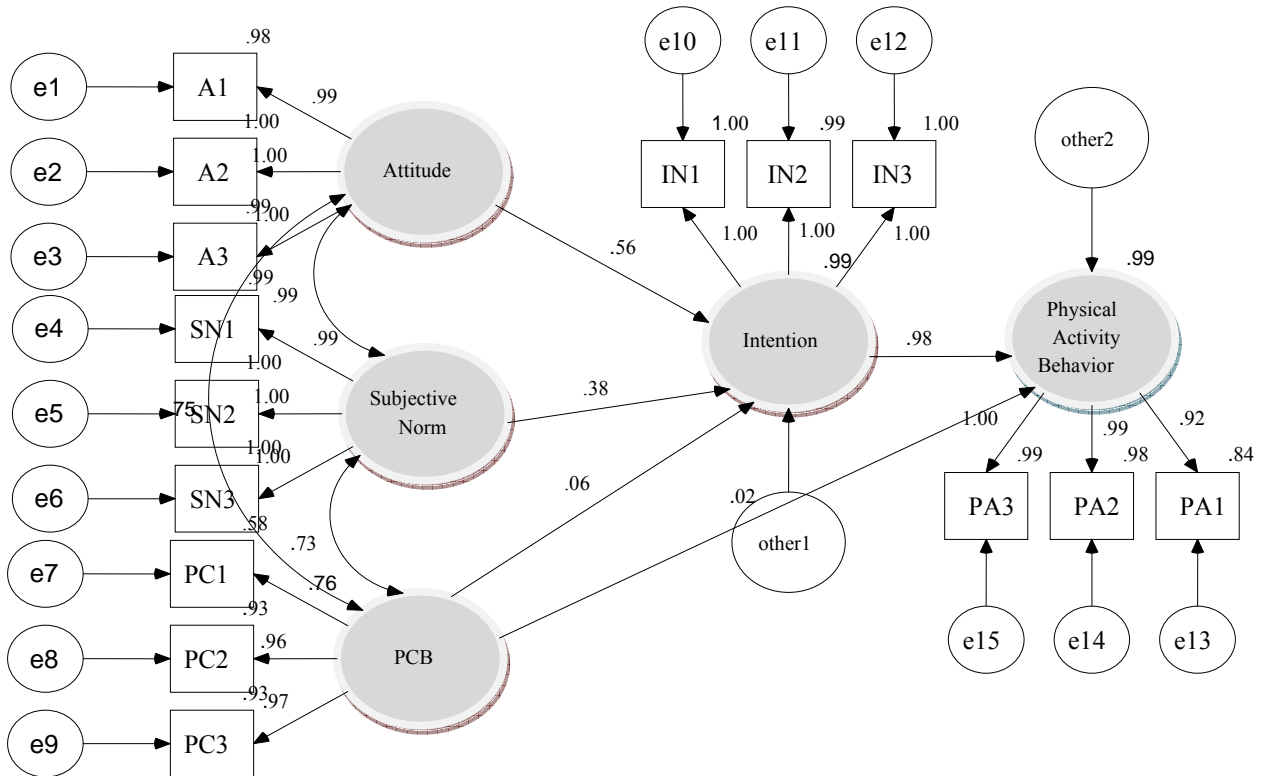 .98
e10
e11
e12
e1
A1
.99
1.00
1.00
.99
1.00
other2
e2
A2
1.00
Attitude
IN1
IN2
IN3
.99
1.00
e3
A3
.99
.56
1.00
1.00
.99
1.00
.99
.99
e4
SN1
.99
1.00
Intention
.98
Physical
Activity
Behavior
1.00
Subjective
Norm
.38
e5
.75
SN2
1.00
1.00
.99
.99
.98
.92
.84
e6
SN3
1.00
.58
.73
.06
.02
PA3
PA2
PA1
other1
e7
PC1
.76
.93
e8
PC2
.96
PCB
e15
e14
e13
.93
.97
e9
PC3